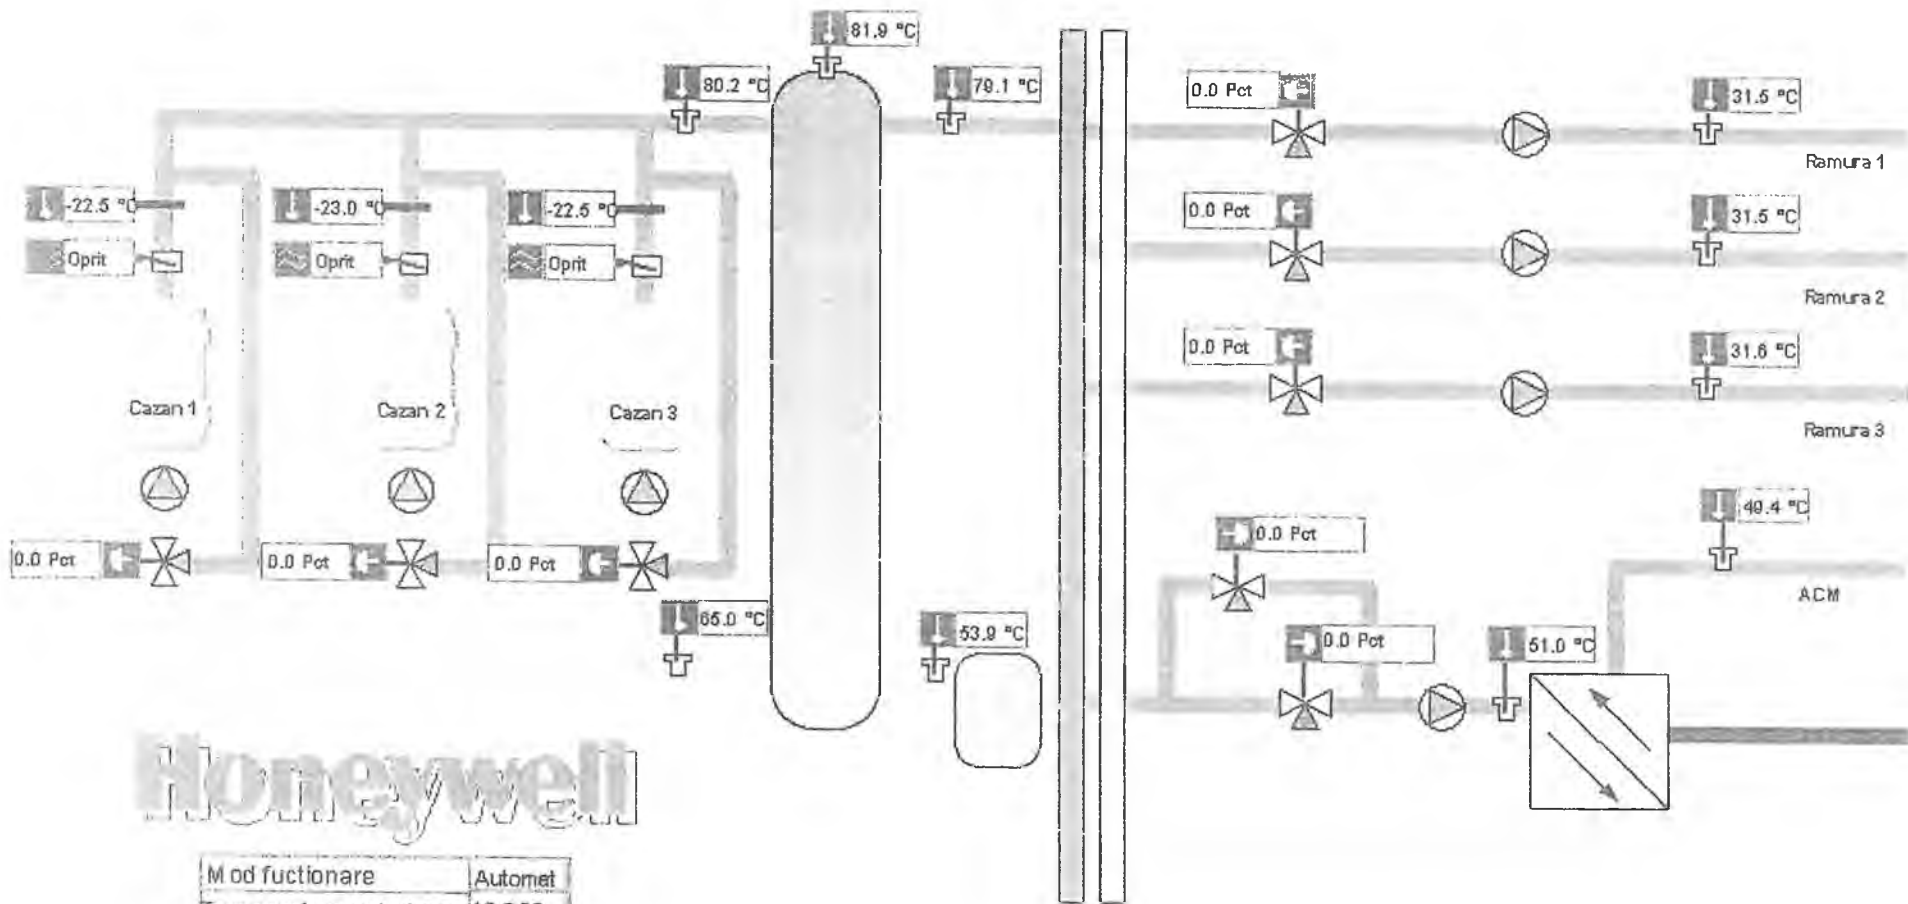 81.9 °C
80.2 °C
79.1 °C
0.0 Pct
31.5 °C
Ramura 1
-22.5 °C
-23.0 °C
-22.5 °C
0.0 Pct
31.5 °C
Oprit
Oprit
Oprit
Ramura 2
0.0 Pct
31.6 °C
Cazan 1
Cazan 2
Cazan 3
Ramura 3
49.4 °C
0.0 Pct
0.0 Pct
0.0 Pct
0.0 Pct
ACM
65.0 °C
53.9 °C
0.0 Pct
51.0 °C
Honeywell
Mod fuctionare Automat